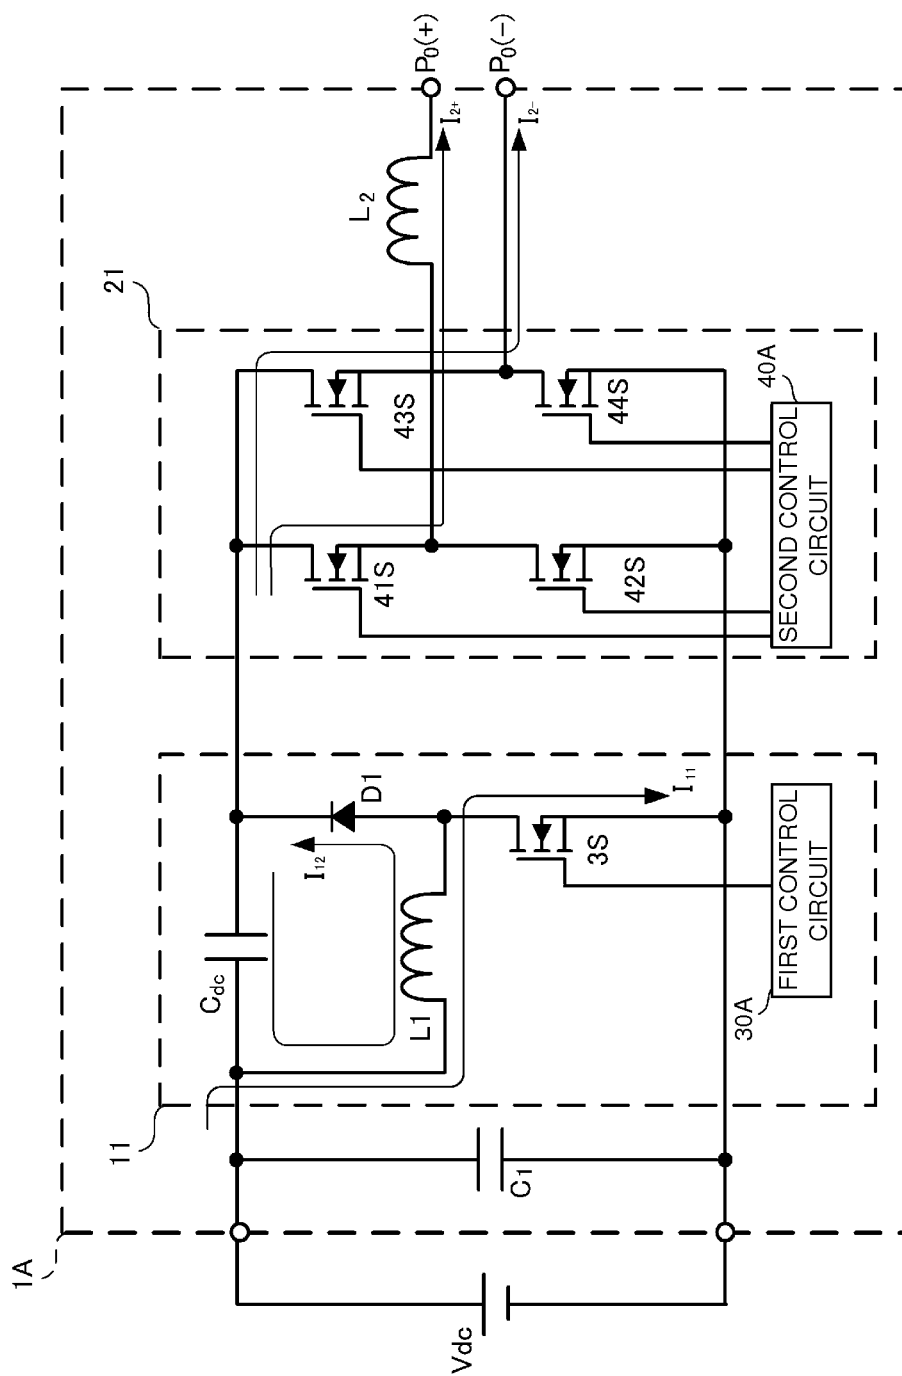 1A
11
21
Vdc
C1
Cdc
L1
I12
D1
I11
3S
30A
FIRST CONTROL
CIRCUIT
41S
42S
43S
44S
40A
SECOND CONTROL
CIRCUIT
L2
I2+
I2-
P0(+)
P0(-)